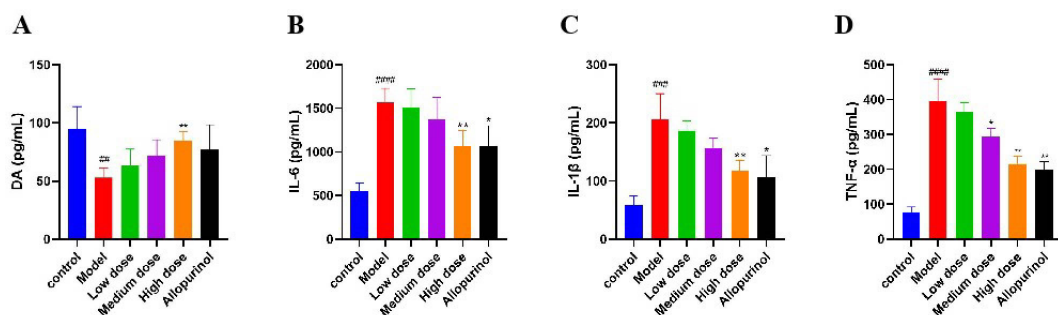 A
DA (pg/mL)
150
100
50
0
##
**
control
Model
Low dose
Medium dose
High dose
Allopurinol
B
IL-6 (pg/mL)
2000
1500
1000
500
0
####
**
*
control
Model
Low dose
Medium dose
High dose
Allopurinol
C
IL-1β (pg/mL)
300
200
100
0
###
**
*
control
Model
Low dose
Medium dose
High dose
Allopurinol
D
TNF-α (pg/mL)
500
400
300
200
100
0
####
*
**
**
control
Model
Low dose
Medium dose
High dose
Allopurinol